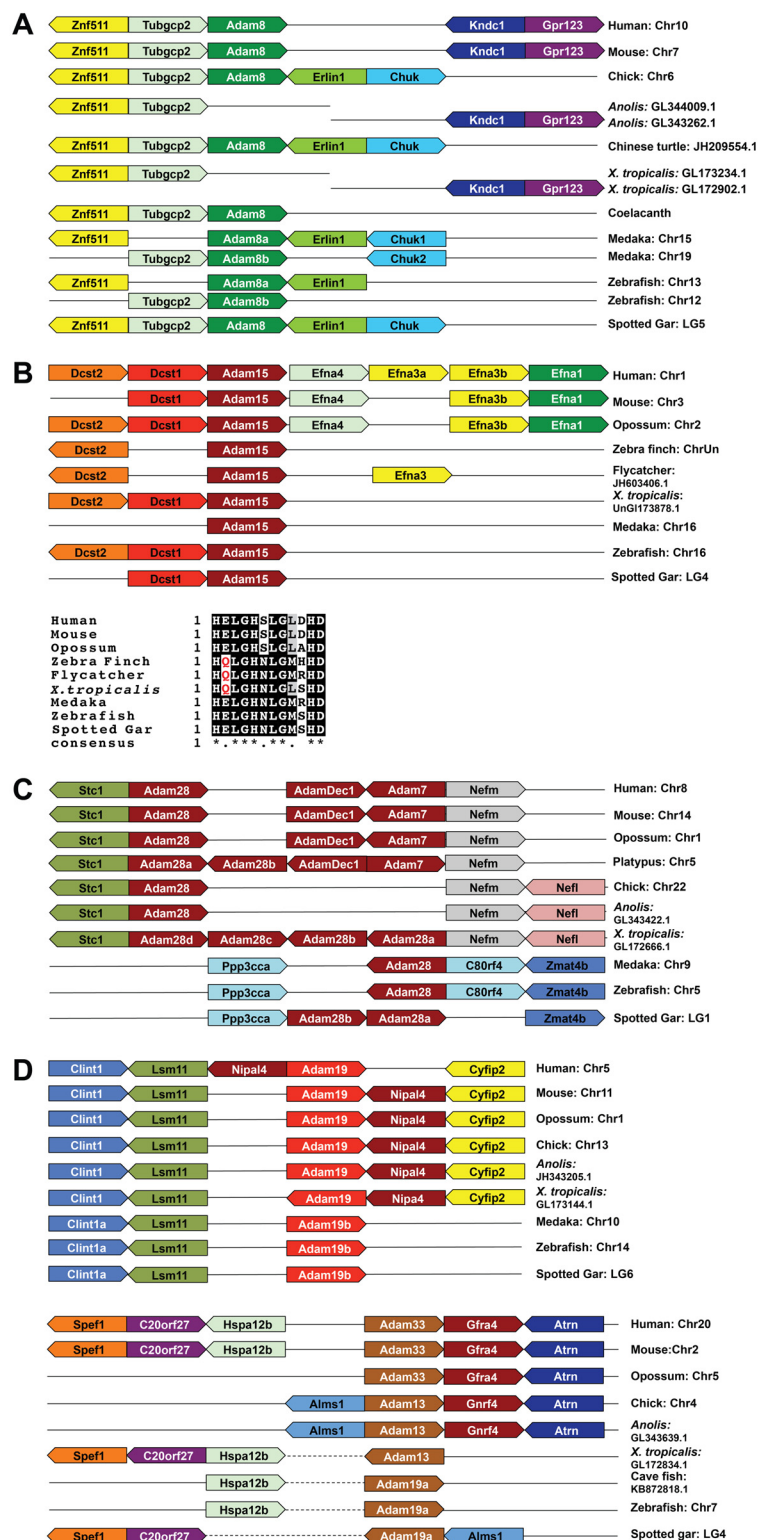 A
Znf511 Tubgcp2 Adam8 Kndc1 Gpr123 Human: Chr10
Znf511 Tubgcp2 Adam8 Kndc1 Gpr123 Mouse: Chr7
Znf511 Tubgcp2 Adam8 Erlin1 Chuk Chick: Chr6
Znf511 Tubgcp2 Anolis: GL344009.1
Kndc1 Gpr123 Anolis: GL343262.1
Znf511 Tubgcp2 Adam8 Erlin1 Chuk Chinese turtle: JH209554.1
Znf511 Tubgcp2 X. tropicalis: GL173234.1
Kndc1 Gpr123 X. tropicalis: GL172902.1
Znf511 Tubgcp2 Adam8 Coelacanth
Znf511 Adam8a Erlin1 Chuk1 Medaka: Chr15
Tubgcp2 Adam8b Chuk2 Medaka: Chr19
Znf511 Adam8a Erlin1 Zebrafish: Chr13
Tubgcp2 Adam8b Zebrafish: Chr12
Znf511 Tubgcp2 Adam8 Erlin1 Chuk Spotted Gar: LG5
B
Dcst2 Dcst1 Adam15 Efna4 Efna3a Efna3b Efna1 Human: Chr1
Dcst1 Adam15 Efna4 Efna3b Efna1 Mouse: Chr3
Dcst2 Dcst1 Adam15 Efna4 Efna3b Efna1 Opossum: Chr2
Dcst2 Adam15 Zebra finch: ChrUn
Dcst2 Adam15 Efna3 Flycatcher:
JH603406.1
Dcst2 Dcst1 Adam15 X. tropicalis:
UnGl173878.1
Adam15 Medaka: Chr16
Dcst2 Dcst1 Adam15 Zebrafish: Chr16
Dcst1 Adam15 Spotted Gar: LG4
Human 1 HELGHSLGLDHD
Mouse 1 HELGHSLGLDHD
Opossum 1 HELGHSLGLAHD
Zebra Finch 1 HQLGHNLGMHHD
Flycatcher 1 HQLGHNLGMRHD
X.tropicalis 1 HQLGHNLGLSHD
Medaka 1 HELGHNLGMRHD
Zebrafish 1 HELGHNLGMSHD
Spotted Gar 1 HELGHNLGMSHD
consensus 1 *.***.**. **
C
Stc1 Adam28 AdamDec1 Adam7 Nefm Human: Chr8
Stc1 Adam28 AdamDec1 Adam7 Nefm Mouse: Chr14
Stc1 Adam28 AdamDec1 Adam7 Nefm Opossum: Chr1
Stc1 Adam28a Adam28b AdamDec1 Adam7 Nefm Platypus: Chr5
Stc1 Adam28 Nefm Nefl Chick: Chr22
Stc1 Adam28 Nefm Nefl Anolis:
GL343422.1
Stc1 Adam28d Adam28c Adam28b Adam28a Nefm Nefl X. tropicalis:
GL172666.1
Ppp3cca Adam28 C80rf4 Zmat4b Medaka: Chr9
Ppp3cca Adam28 C80rf4 Zmat4b Zebrafish: Chr5
Ppp3cca Adam28b Adam28a Zmat4b Spotted Gar: LG1
D
Clint1 Lsm11 Nipal4 Adam19 Cyfip2 Human: Chr5
Clint1 Lsm11 Adam19 Nipal4 Cyfip2 Mouse: Chr11
Clint1 Lsm11 Adam19 Nipal4 Cyfip2 Opossum: Chr1
Clint1 Lsm11 Adam19 Nipal4 Cyfip2 Chick: Chr13
Clint1 Lsm11 Adam19 Nipal4 Cyfip2 Anolis:
JH343205.1
Clint1 Lsm11 Adam19 Nipa4 Cyfip2 X. tropicalis:
GL173144.1
Clint1a Lsm11 Adam19b Medaka: Chr10
Clint1a Lsm11 Adam19b Zebrafish: Chr14
Clint1a Lsm11 Adam19b Spotted Gar: LG6
Spef1 C20orf27 Hspa12b Adam33 Gfra4 Atrn Human: Chr20
Spef1 C20orf27 Hspa12b Adam33 Gfra4 Atrn Mouse:Chr2
Adam33 Gfra4 Atrn Opossum: Chr5
Alms1 Adam13 Gnrf4 Atrn Chick: Chr4
Alms1 Adam13 Gnrf4 Atrn Anolis:
GL343639.1
Spef1 C20orf27 Hspa12b Adam13 X. tropicalis:
GL172834.1
Hspa12b Adam19a Cave fish:
KB872818.1
Hspa12b Adam19a Zebrafish: Chr7
Spef1 C20orf27 Adam19a Alms1 Spotted gar: LG4